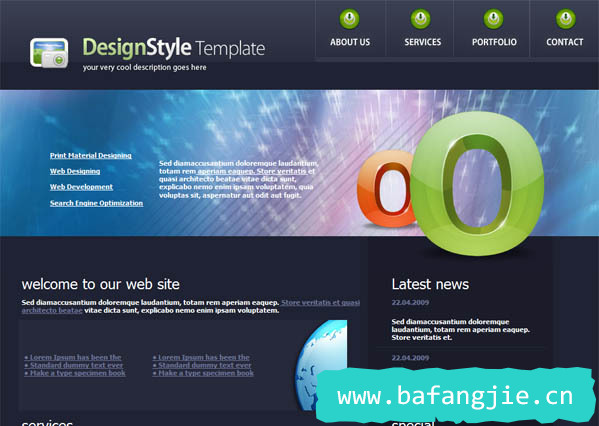 DesignStyle Template
your very cool description goes here
ABOUT US
SERVICES
PORTFOLIO
CONTACT
Print Material Designing
Web Designing
Web Development
Search Engine Optimization
Sed diamaccusantium doloremque laudantium,
totam rem aperiam eaquep. Store veritatis et
quasi architecto beatae vitae dicta sunt,
explicabo nemo enim ipsam voluptatem, quia
voluptas sit, aspernatur aut odit aut fugit.
welcome to our web site
Sed diamaccusantium doloremque laudantium, totam rem aperiam eaquep. Store veritatis et quasi
architecto beatae vitae dicta sunt, explicabo nemo enim ipsam voluptatem.
• Lorem Ipsum has been the
• Standard dummy text ever
• Make a type specimen book
• Lorem Ipsum has been the
• Standard dummy text ever
• Make a type specimen book
Latest news
22.04.2009
Sed diamaccusantium doloremque
laudantium, totam rem aperiam eaquep.
Store veritatis et.
22.04.2009
www.bafangjie.cn
services
special